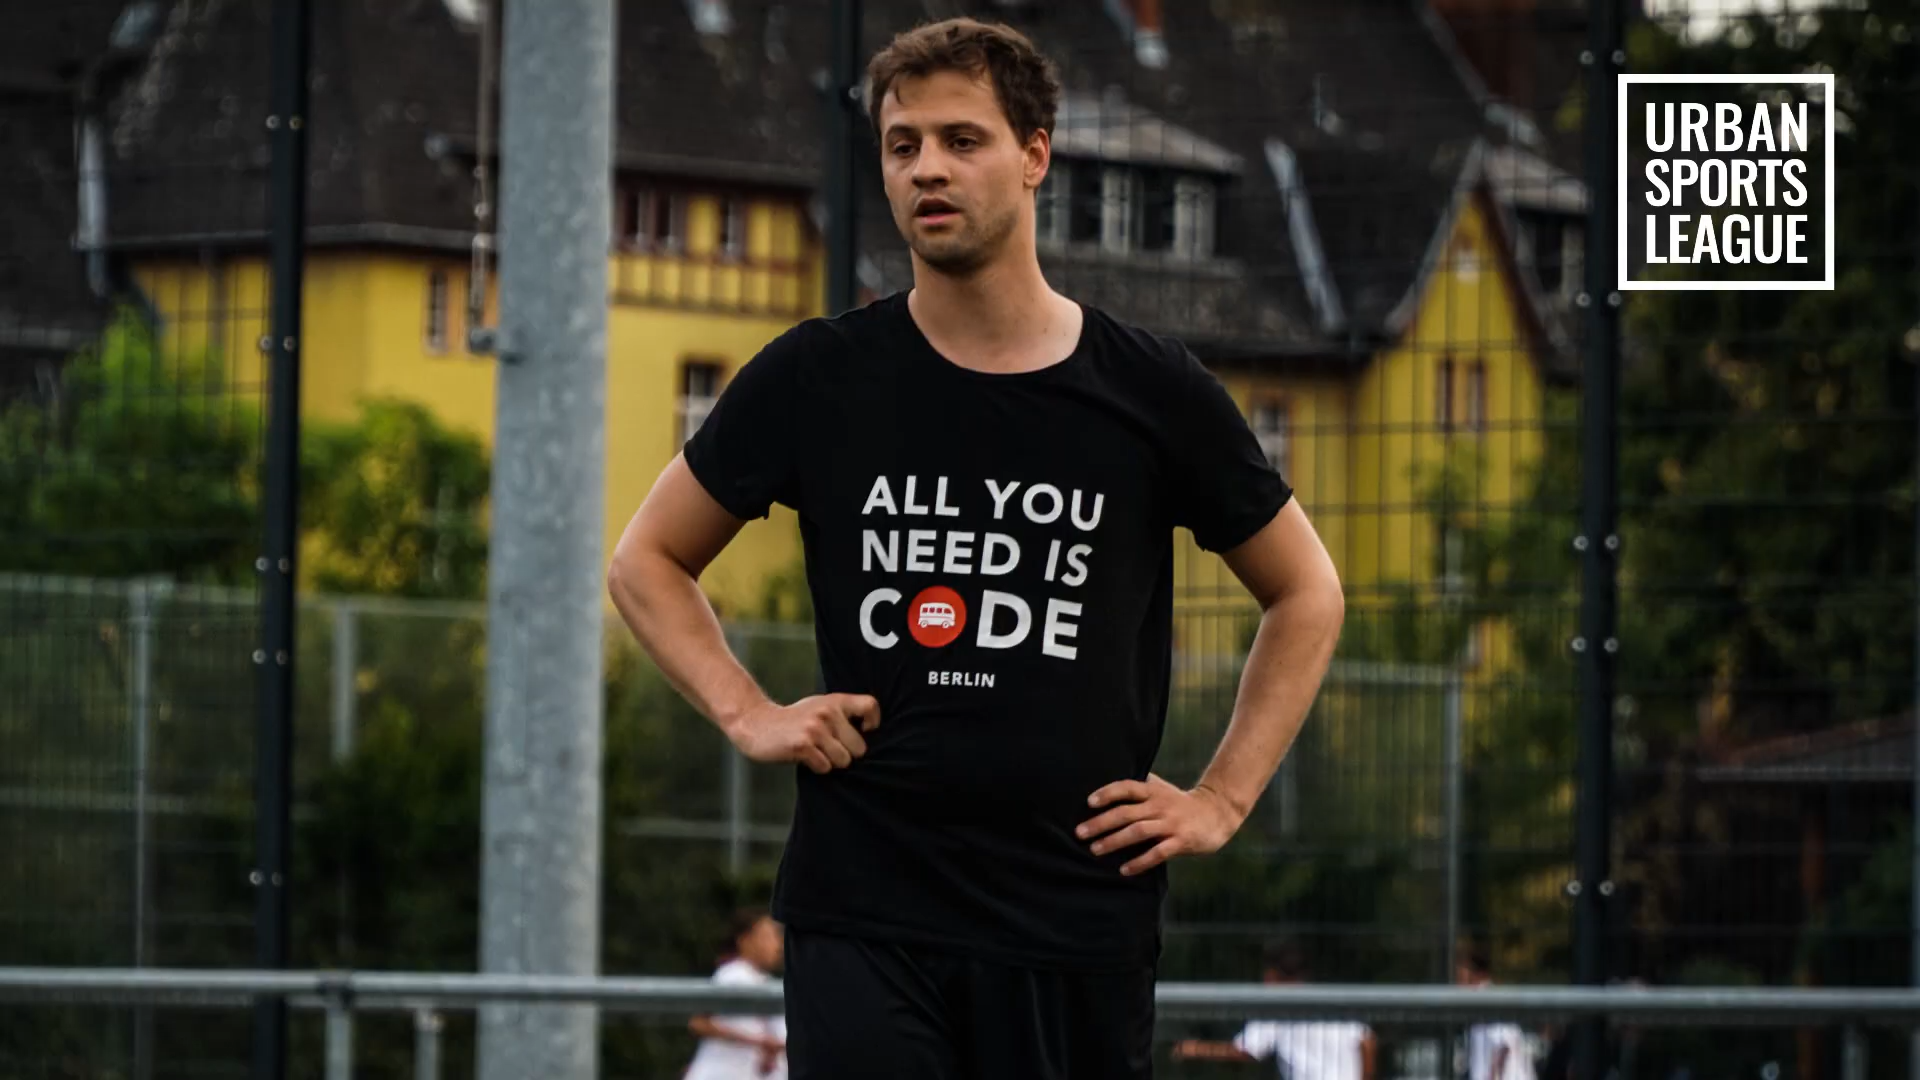 URBAN
SPORTS
LEAGUE
ALL YOU
NEED IS
CODE
BERLIN